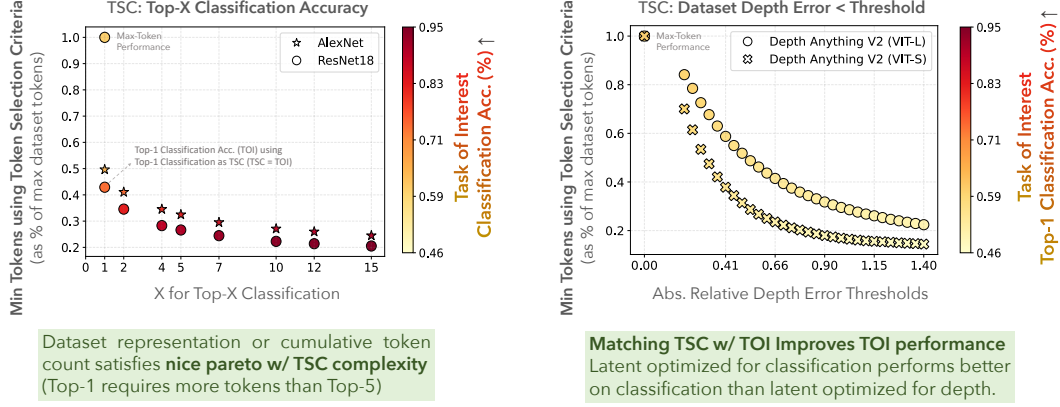 TSC: Top-X Classification Accuracy
Min Tokens using Token Selection Criteria
(as % of max dataset tokens)
1.0
0.9
0.8
0.7
0.6
0.5
0.4
0.3
0.2
Max-Token
Performance
AlexNet
ResNet18
Top-1 Classification Acc. (TOI) using
Top-1 Classification as TSC (TSC = TOI)
0 1 2 4 5 7 10 12 15
X for Top-X Classification
0.95
0.83
0.71
0.59
0.46
Task of Interest
Classification Acc. (%) ↑
Dataset representation or cumulative token
count satisfies nice pareto w/ TSC complexity
(Top-1 requires more tokens than Top-5)
TSC: Dataset Depth Error < Threshold
Min Tokens using Token Selection Criteria
(as % of max dataset tokens)
1.0
0.8
0.6
0.4
0.2
Max-Token
Performance
Depth Anything V2 (VIT-L)
Depth Anything V2 (VIT-S)
0.00 0.41 0.66 0.90 1.15 1.40
Abs. Relative Depth Error Thresholds
0.95
0.83
0.71
0.59
0.46
Task of Interest
Top-1 Classification Acc. (%) ↑
Matching TSC w/ TOI Improves TOI performance
Latent optimized for classification performs better
on classification than latent optimized for depth.